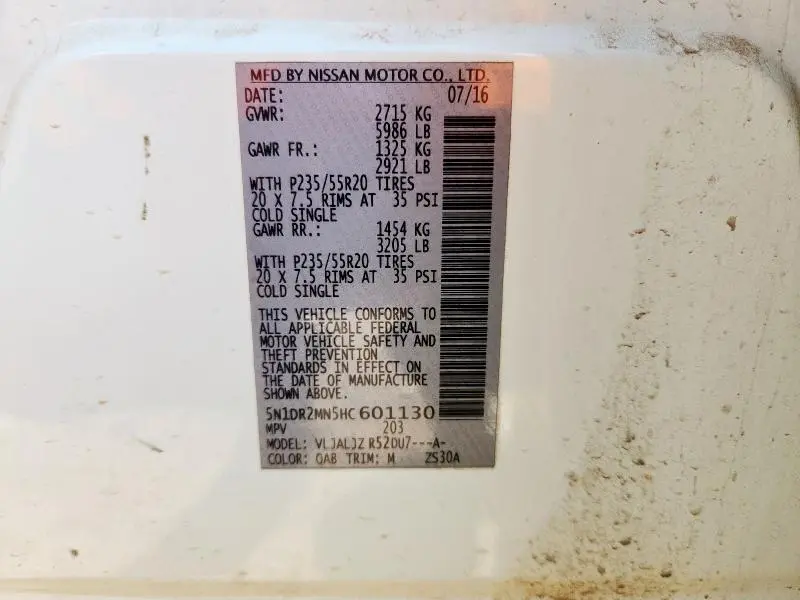 MFD BY NISSAN MOTOR CO., LTD.
DATE: 07/16
GVWR: 2715 KG
5986 LB
GAWR FR.: 1325 KG
2921 LB
WITH P235/55R20 TIRES
20 X 7.5 RIMS AT 35 PSI
COLD SINGLE
GAWR RR.: 1454 KG
3205 LB
WITH P235/55R20 TIRES
20 X 7.5 RIMS AT 35 PSI
COLD SINGLE
THIS VEHICLE CONFORMS TO
ALL APPLICABLE FEDERAL
MOTOR VEHICLE SAFETY AND
THEFT PREVENTION
STANDARDS IN EFFECT ON
THE DATE OF MANUFACTURE
SHOWN ABOVE.
5N1DR2MN5HC601130
MPV 203
MODEL: VLJALJZ R52DU7---A-
COLOR: QAB TRIM: M ZS30A